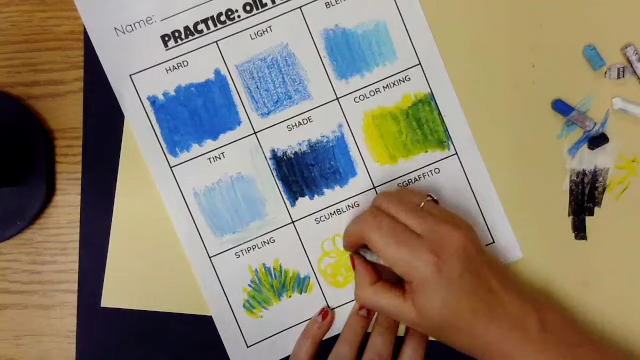 Name:
PRACTICE: OIL
HARD
LIGHT
TINT
SHADE
COLOR MIXING
STIPPLING
SCUMBLING
SGRAFFITO